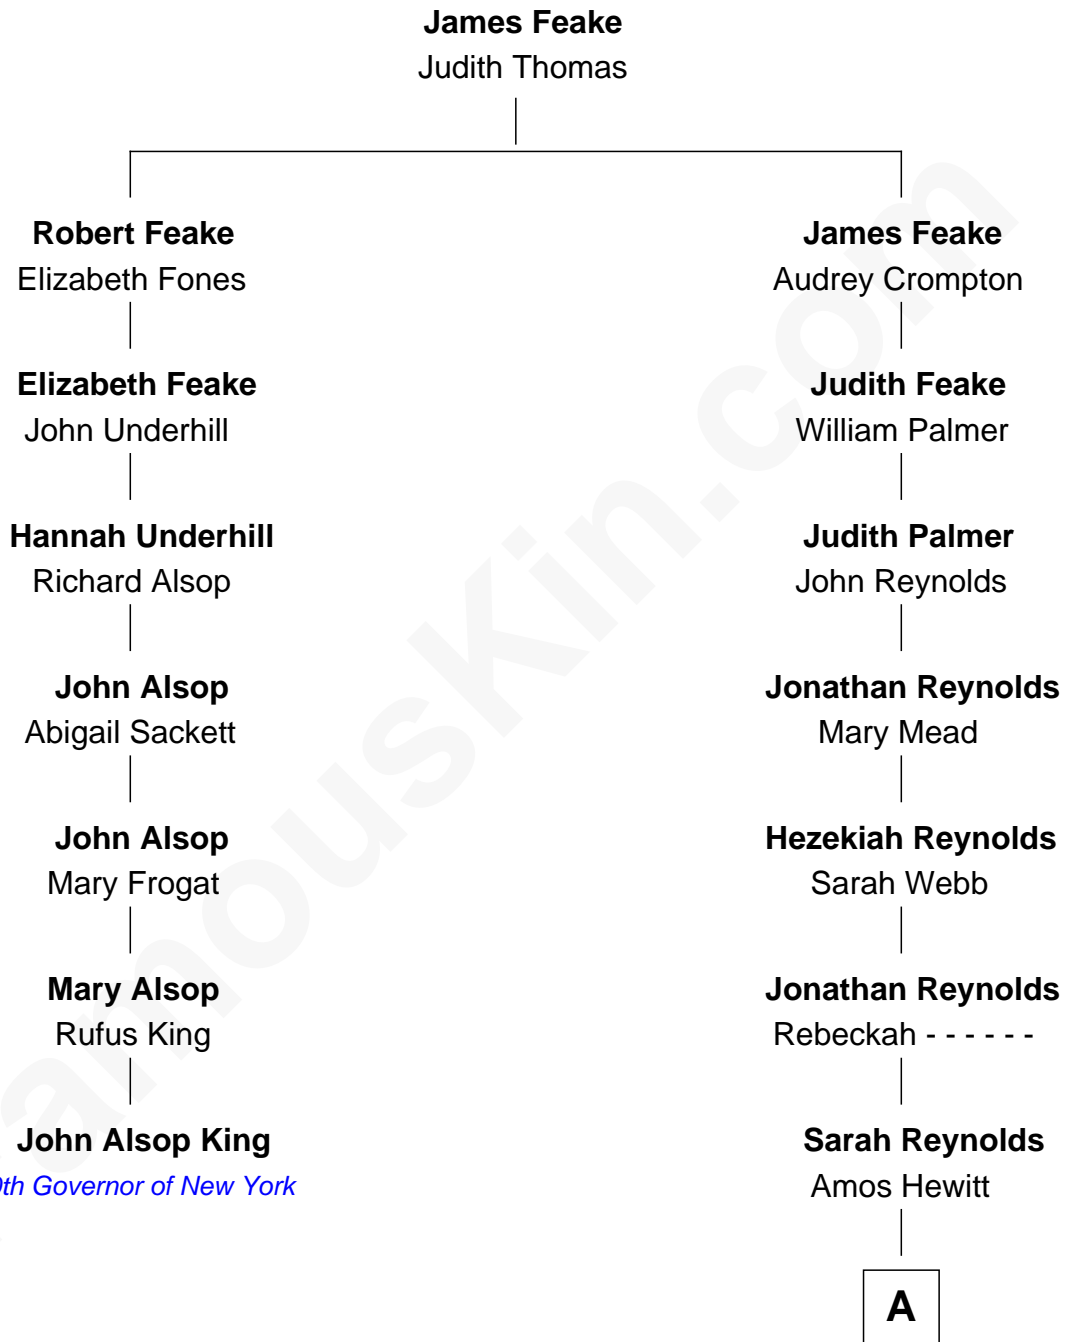 James Feake
Judith Thomas
Robert Feake
Elizabeth Fones
Elizabeth Feake
John Underhill
Hannah Underhill
Richard Alsop
John Alsop
Abigail Sackett
John Alsop
Mary Frogat
Mary Alsop
Rufus King
John Alsop King
th Governor of New York
James Feake
Audrey Crompton
Judith Feake
William Palmer
Judith Palmer
John Reynolds
Jonathan Reynolds
Mary Mead
Hezekiah Reynolds
Sarah Webb
Jonathan Reynolds
Rebeckah - - - - - -
Sarah Reynolds
Amos Hewitt
A
amouskin.com